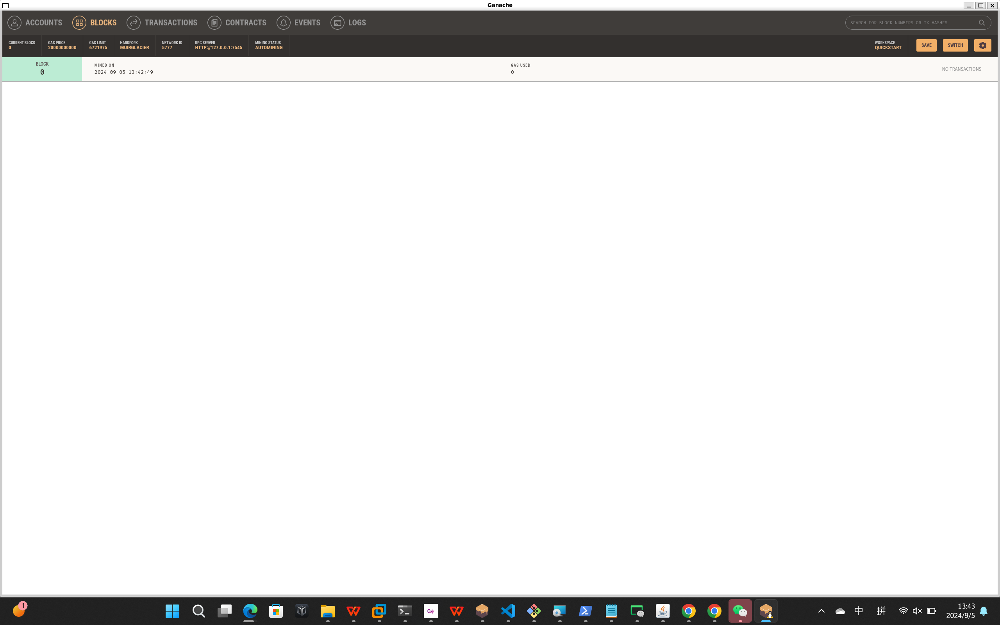 Ganache
ACCOUNTS BLOCKS TRANSACTIONS CONTRACTS EVENTS LOGS SEARCH FOR BLOCK NUMBERS OR TX HASHES
CURRENT BLOCK GAS PRICE GAS LIMIT HARDFORK NETWORK ID RPC SERVER MINING STATUS WORKSPACE
0 20000000000 6721975 MUIRGLACIER 5777 HTTP://127.0.0.1:7545 AUTOMINING QUICKSTART SAVE SWITCH
BLOCK MINED ON GAS USED
0 2024-09-05 13:42:49 0 NO TRANSACTIONS
1 中 拼 13:43
2024/9/5